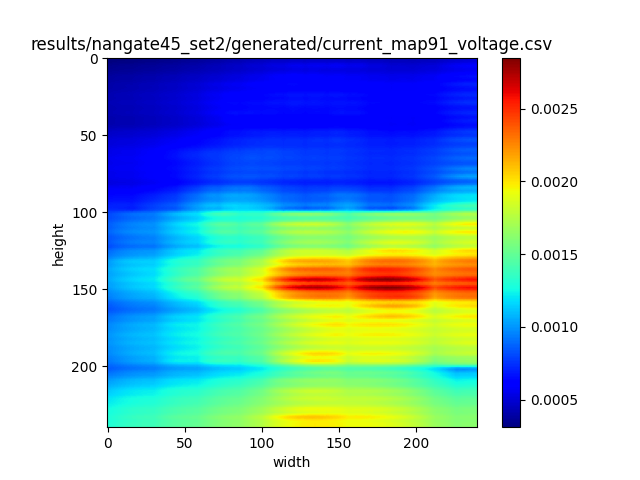 results/nangate45_set2/generated/current_map91_voltage.csv
0
50
100
150
200
height
0 50 100 150 200
width
0.0025
0.0020
0.0015
0.0010
0.0005